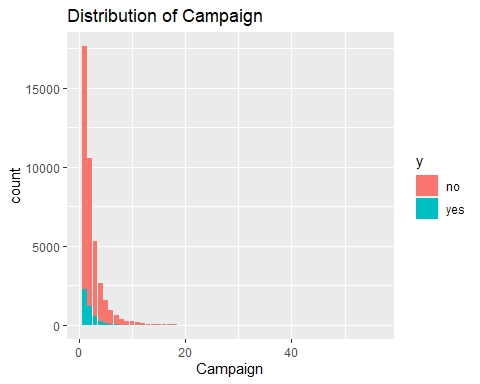 Distribution of Campaign
count
15000
10000
5000
0
0 20 40
Campaign
y
no
yes